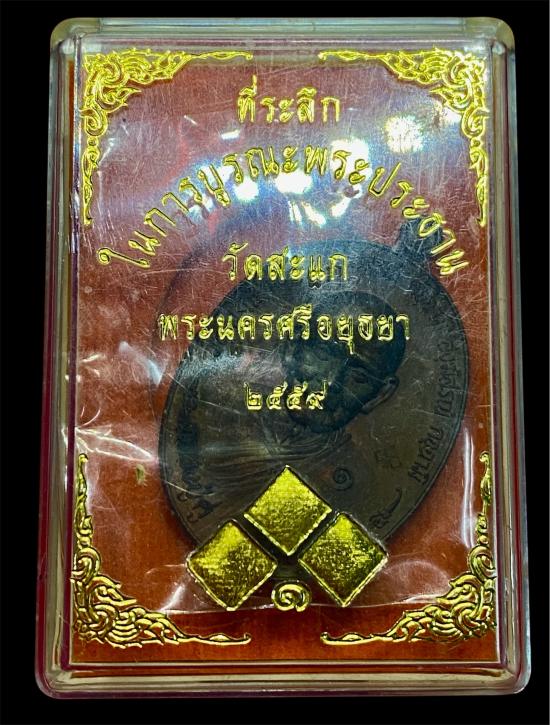 ที่ระลึก
ในการบูรณะพระประธาน
วัดสะแก
พระนครศรีอยุธยา
๒๕๕๙
๑
๑